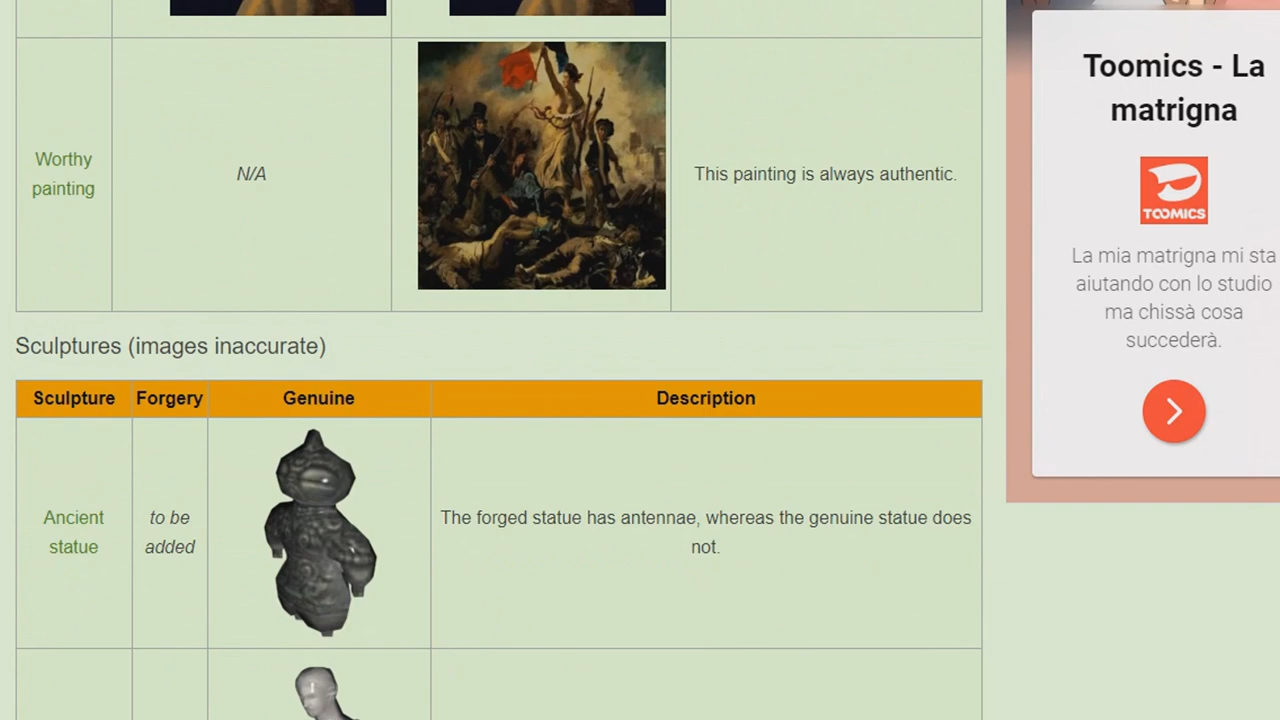 Worthy
painting
N/A
This painting is always authentic.
Sculptures (images inaccurate)
Sculpture Forgery Genuine Description
Ancient
statue
to be
added
The forged statue has antennae, whereas the genuine statue does
not.
Toomics - La
matrigna
TOOMICS
La mia matrigna mi sta
aiutando con lo studio
ma chissà cosa
succederà.